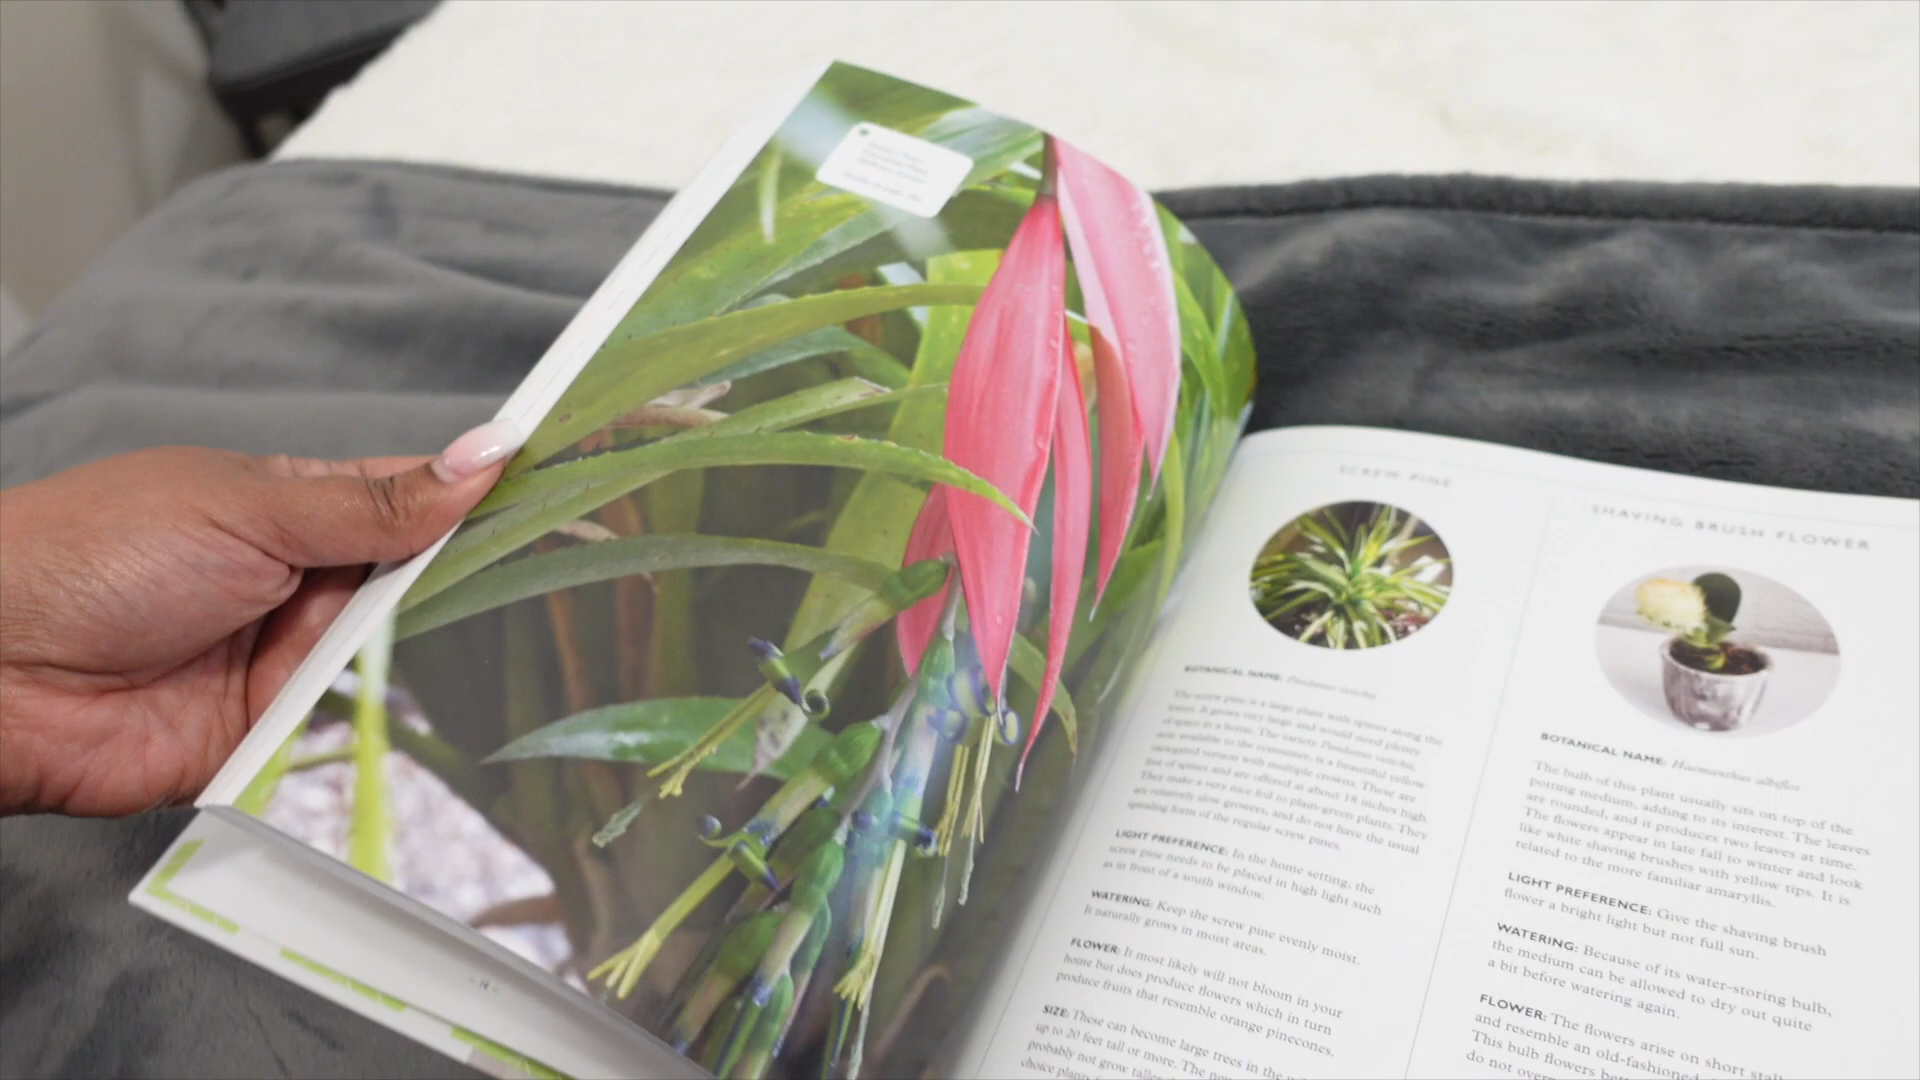 SCREW PINE
BOTANICAL NAME: Pandanus veitchii
The screw pine is a large plant with spines along the
leaves. It grows very large and would need plenty
of space in a home. The variety Pandanus veitchii,
now available to the consumer, is a beautiful yellow
variegated version with multiple crowns. These are
free of spines and are offered at about 18 inches high.
They make a very nice foil to plain-green plants. They
are relatively slow growers, and do not have the usual
spiraling form of the regular screw pines.
LIGHT PREFERENCE: In the home setting, the
screw pine needs to be placed in high light such
as in front of a south window.
WATERING: Keep the screw pine evenly moist.
It naturally grows in moist areas.
FLOWER: It most likely will not bloom in your
home but does produce flowers which in turn
produce fruits that resemble orange pinecones.
SIZE: These can become large trees in the
up to 20 feet tall or more. The
probably not grow taller
choice plants
SHAVING BRUSH FLOWER
BOTANICAL NAME: Haemanthus albiflos
The bulb of this plant usually sits on top of the
potting medium, adding to its interest. The leaves
are rounded, and it produces two leaves at time.
The flowers appear in late fall to winter and look
like white shaving brushes with yellow tips. It is
related to the more familiar amaryllis.
LIGHT PREFERENCE: Give the shaving brush
flower a bright light but not full sun.
WATERING: Because of its water-storing bulb,
the medium can be allowed to dry out quite
a bit before watering again.
FLOWER: The flowers arise on short
and resemble an old-fashioned
This bulb flowers
do not